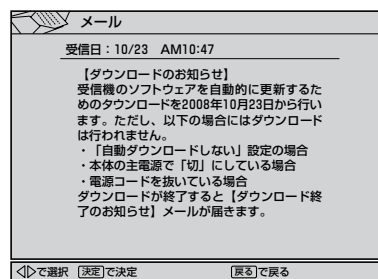 メール
受信日：10/23　AM10:47
【ダウンロードのお知らせ】
受信機のソフトウェアを自動的に更新するた
めのダウンロードを2008年10月23日から行い
ます。ただし、以下の場合にはダウンロード
は行われません。
・「自動ダウンロードしない」設定の場合
・本体の主電源で「切」にしている場合
・電源コードを抜いている場合
ダウンロードが終了すると【ダウンロード終
了のお知らせ】メールが届きます。
◁▷で選択　決定で決定　戻るで戻る